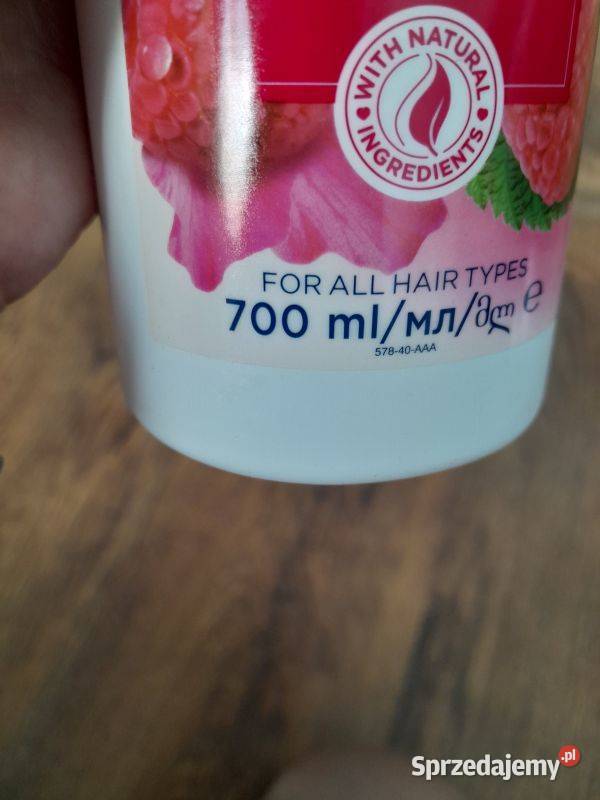 WITH NATURAL
INGREDIENTS
FOR ALL HAIR TYPES
700 ml/мл/მლ e
578-40-AAA
Sprzedajemy.pl